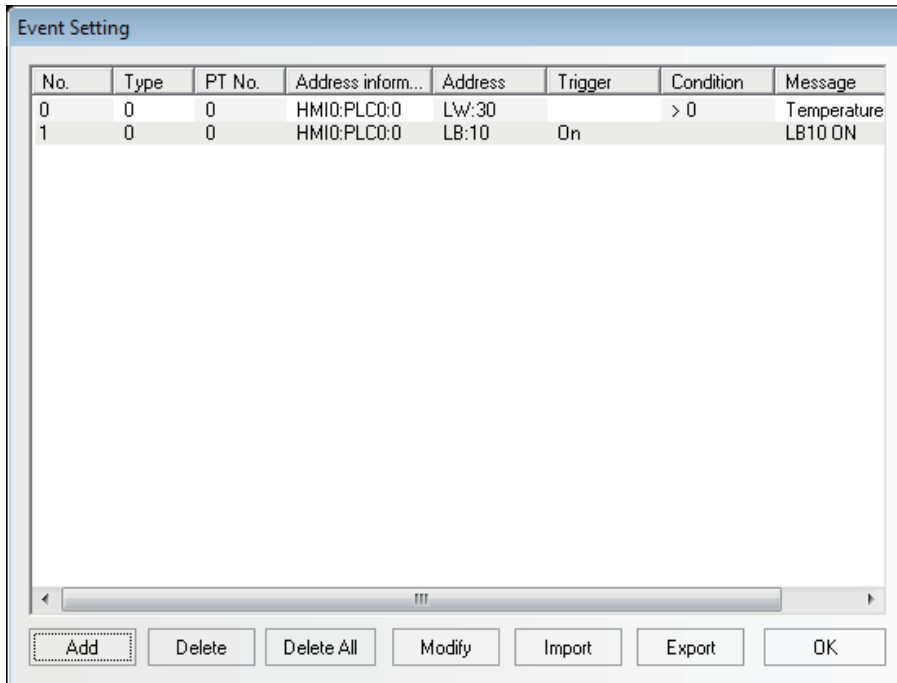 Event Setting
No. Type PT No. Address inform... Address Trigger Condition Message
0 0 0 HMI0:PLC0:0 LW:30 > 0 Temperature
1 0 0 HMI0:PLC0:0 LB:10 On LB10 ON
Add Delete Delete All Modify Import Export OK